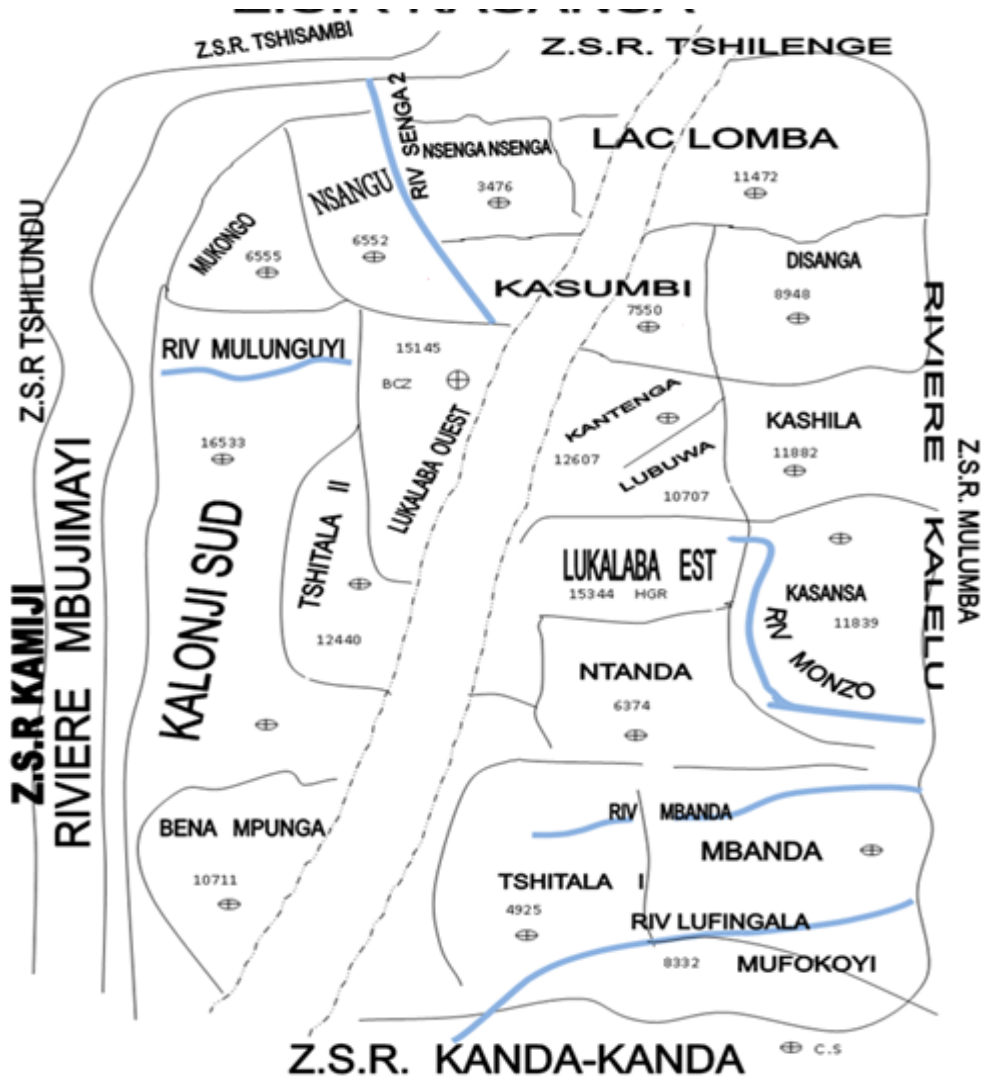 Z.S.R. TSHISAMBI
Z.S.R. TSHILENGE
RIV SENGA 2
NSENGA NSENGA
3476
LAC LOMBA
11472
NSANGU
6552
MUKONGO
6555
Z.S.R TSHILUNDU
DISANGA
8948
KASUMBI
7550
RIVIERE KALELU
RIV MULUNGUYI
15145
BCZ
LUKALABA OUEST
KANTENGA
12607
LUBUWA
10707
KASHILA
11882
Z.S.R. MULUMBA
16533
KALONJI SUD
TSHITALA II
12440
LUKALABA EST
15344 HGR
KASANSA
11839
RIV MONZO
Z.S.R KAMIJI
RIVIERE MBUJIMAYI
NTANDA
6374
BENA MPUNGA
10711
RIV MBANDA
MBANDA
TSHITALA I
4925
RIV LUFINGALA
8332
MUFOKOYI
Z.S.R. KANDA-KANDA
C.S